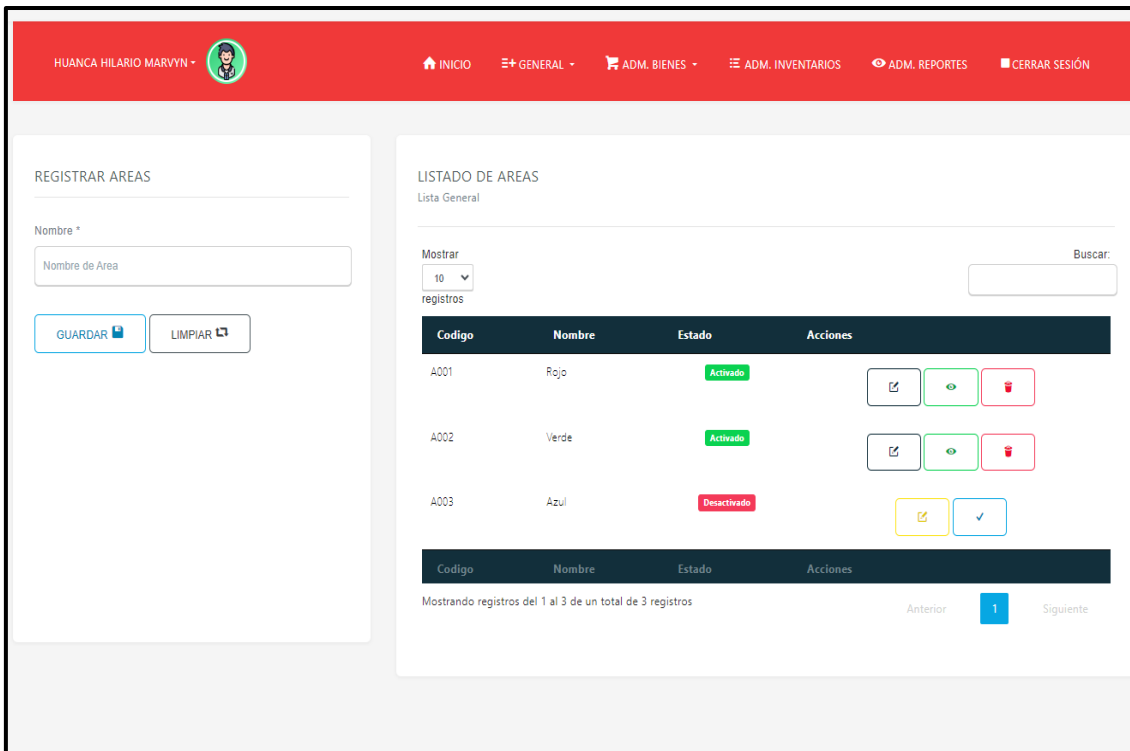 HUANCA HILARIO MARVYN
INICIO GENERAL ADM. BIENES ADM. INVENTARIOS ADM. REPORTES CERRAR SESIÓN
REGISTRAR AREAS
Nombre *
Nombre de Area
GUARDAR LIMPIAR
LISTADO DE AREAS
Lista General
Mostrar
10
registros
Buscar:
Codigo Nombre Estado Acciones
A001 Rojo Activado
A002 Verde Activado
A003 Azul Desactivado
Codigo Nombre Estado Acciones
Mostrando registros del 1 al 3 de un total de 3 registros
Anterior 1 Siguiente